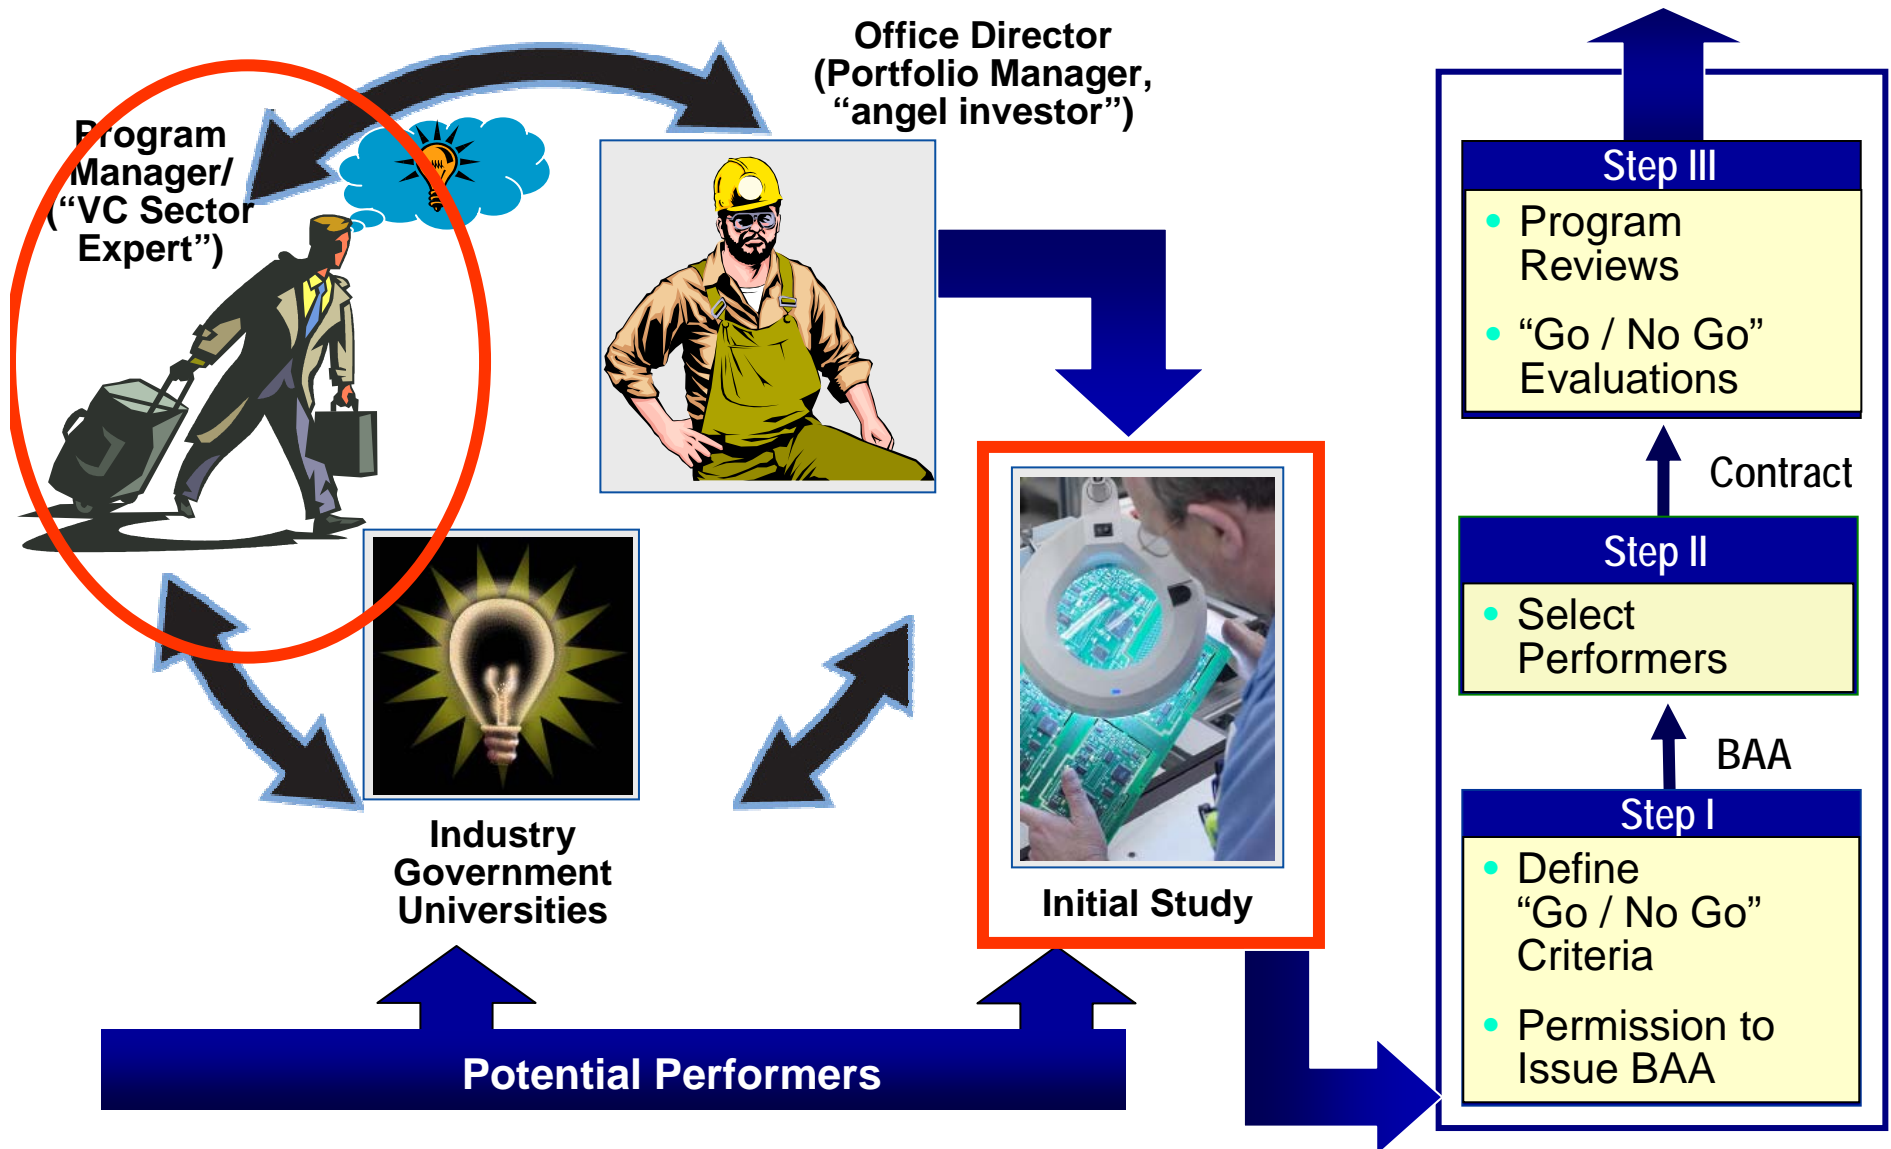 Office Director
(Portfolio Manager,
“angel investor”)
Program
Manager/
(“VC Sector
Expert”)
Industry
Government
Universities
Initial Study
Potential Performers
Step III
• Program
Reviews
• “Go / No Go”
Evaluations
Contract
Step II
• Select
Performers
BAA
Step I
• Define
“Go / No Go”
Criteria
• Permission to
Issue BAA